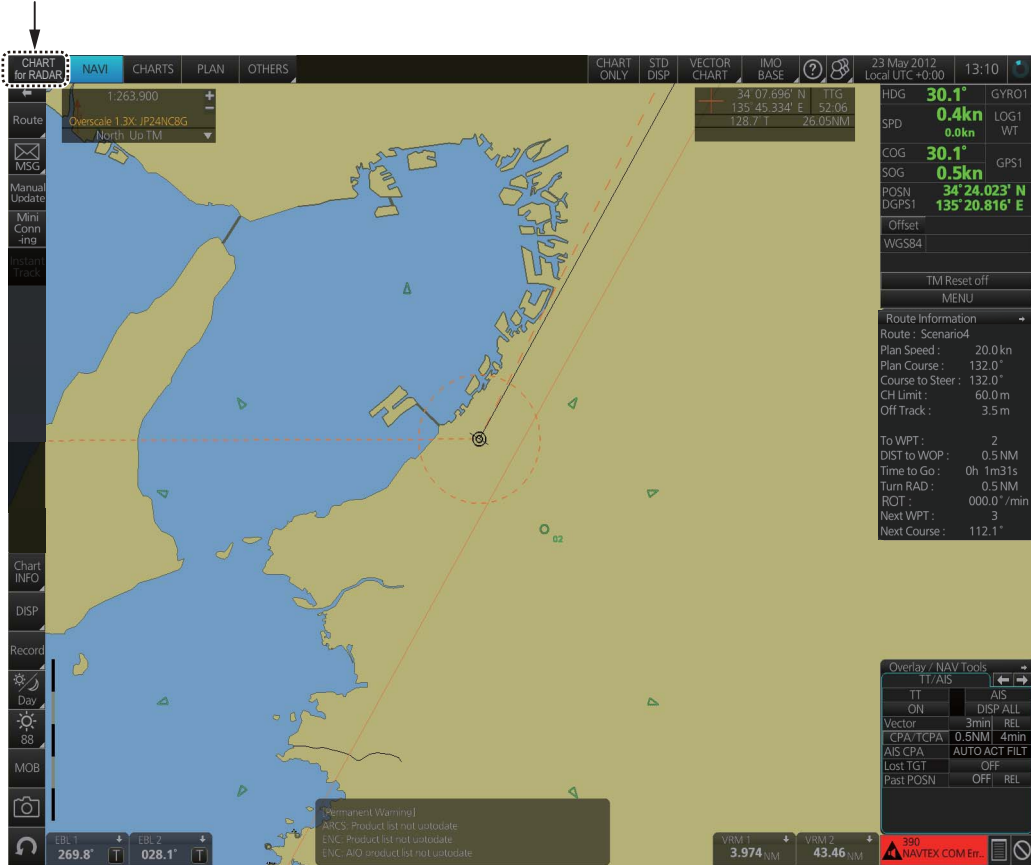 CHART
for RADAR
NAVI
CHARTS
PLAN
OTHERS
CHART
ONLY
STD
DISP
VECTOR
CHART
IMO
BASE
?
23 May 2012
Local UTC +0:00
13:10
1:263,900
Overscale 1.3X: JP24NC8G
North Up TM
34 07.696' N TTG
135 45.334' E 52:06
128.7° T 26.05NM
Route
MSG
Manual
Update
Mini
Conn
-ing
Instant
Track
Chart
INFO
DISP
Record
Day
88
MOB
HDG 30.1° GYRO1
SPD 0.4kn LOG1
0.0kn WT
COG 30.1°
SOG 0.5kn GPS1
POSN 34°24.023' N
DGPS1 135°20.816' E
Offset
WGS84
TM Reset off
MENU
Route Information
Route : Scenario4
Plan Speed : 20.0 kn
Plan Course : 132.0°
Course to Steer : 132.0°
CH Limit : 60.0 m
Off Track : 3.5 m
To WPT : 2
DIST to WOP : 0.5 NM
Time to Go : 0h 1m31s
Turn RAD : 0.5 NM
ROT : 000.0°/min
Next WPT : 3
Next Course : 112.1°
02
Overlay / NAV Tools
TT/AIS
TT AIS
ON DISP ALL
Vector 3min REL
CPA/TCPA 0.5NM 4min
AIS CPA AUTO ACT FILT
Lost TGT OFF
Past POSN OFF REL
[Permanent Warning]
ARCS: Product list not uptodate
ENC: Product list not uptodate
ENC: AIO product list not uptodate
EBL 1
269.8° T
EBL 2
028.1° T
VRM 1
3.974 NM
VRM 2
43.46 NM
390
NAVTEX COM Err...